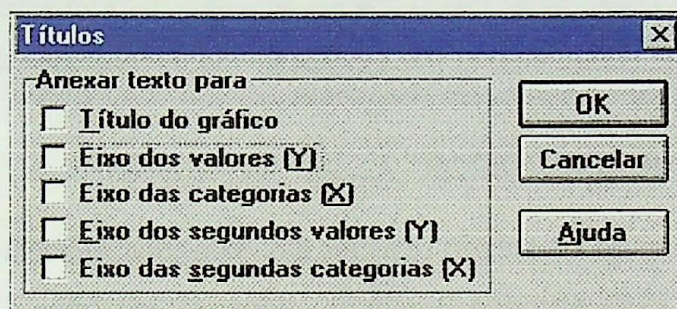 Títulos
Anexar texto para
Título do gráfico
Eixo dos valores (Y)
Eixo das categorias (X)
Eixo dos segundos valores (Y)
Eixo das segundas categorias (X)
OK
Cancelar
Ajuda